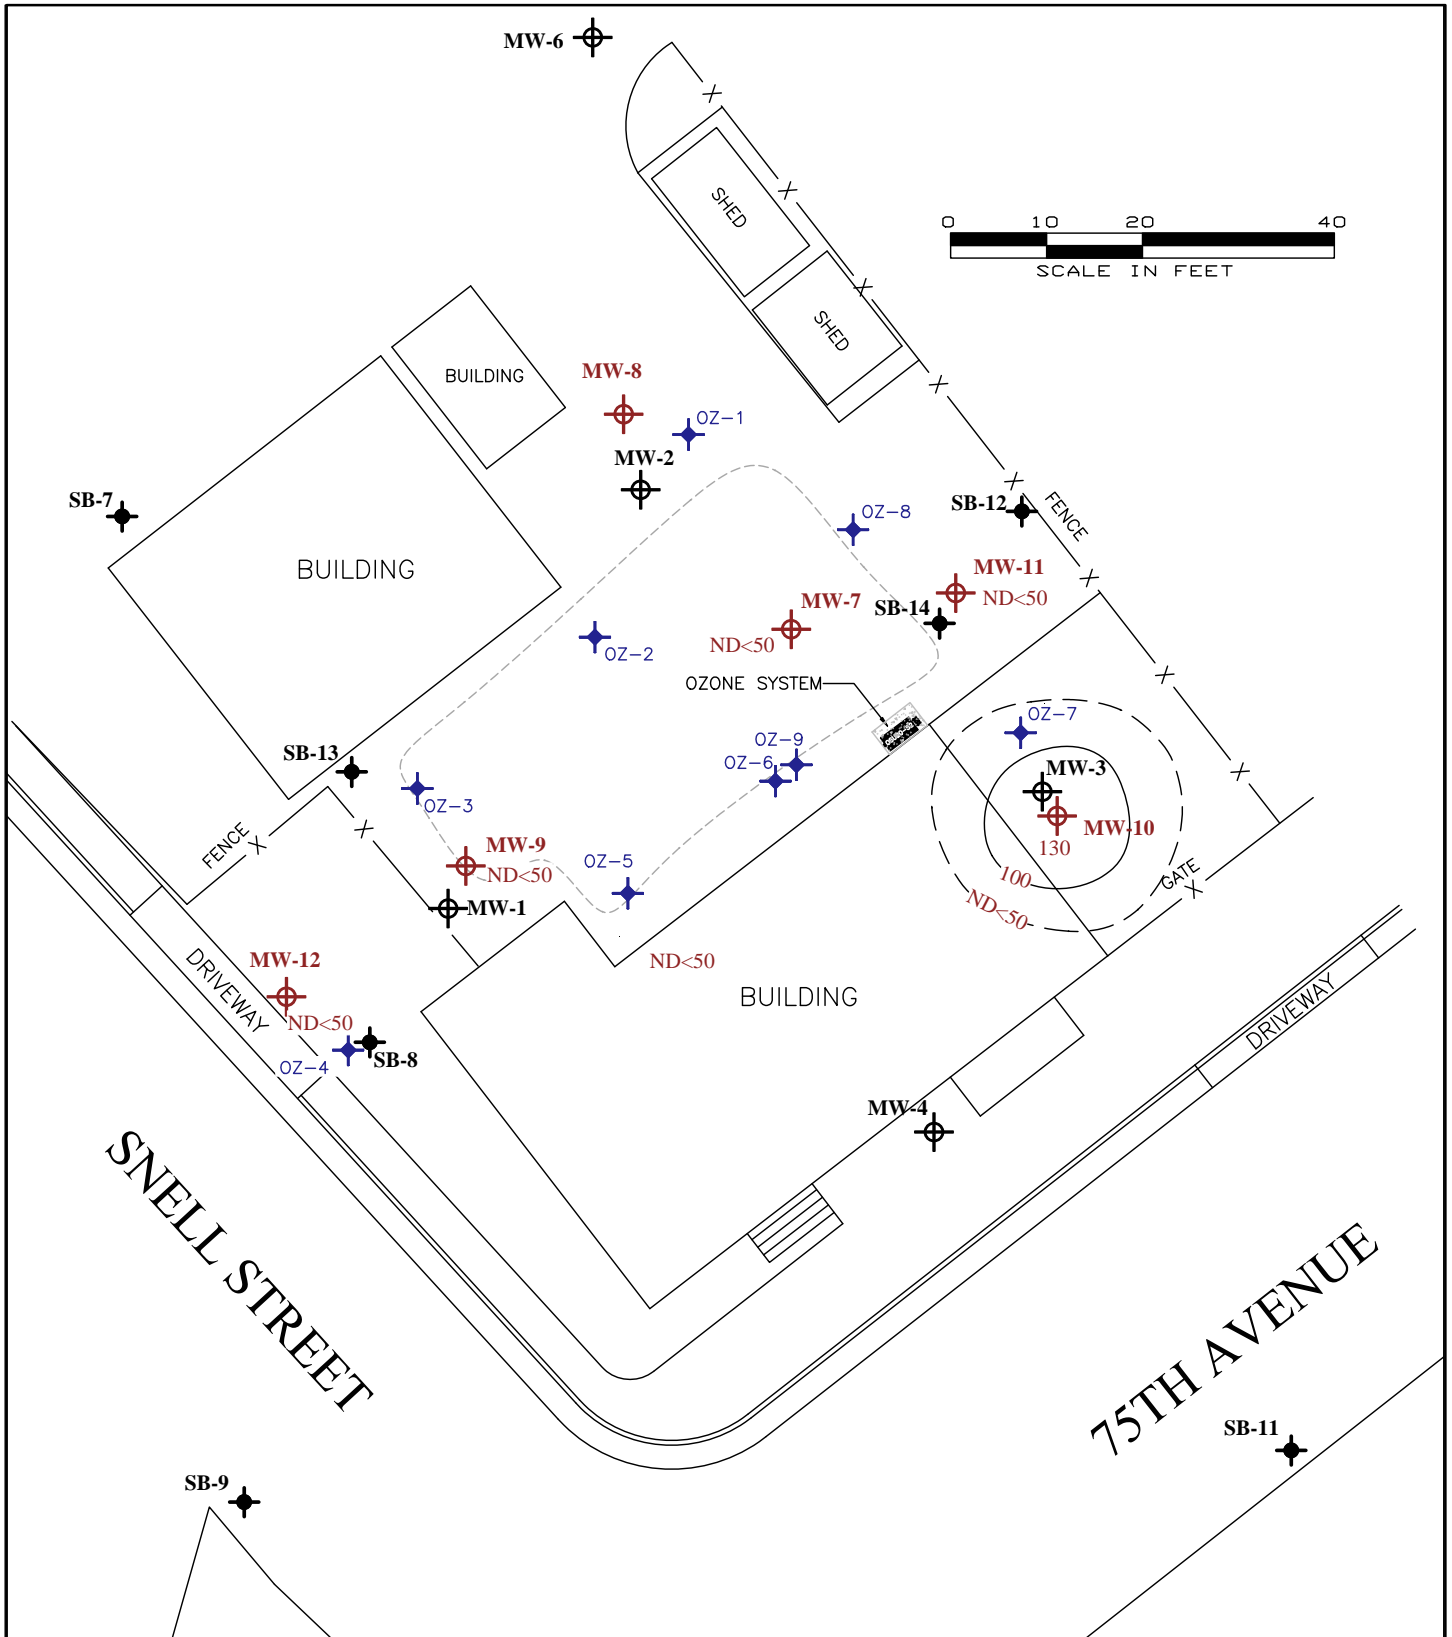 MW-6
SHED
0 10 20 40
SCALE IN FEET
SHED
MW-8
BUILDING
OZ-1
MW-2
SB-7
SB-12
FENCE
OZ-8
BUILDING
MW-11
ND<50
MW-7
SB-14
ND<50
OZ-2
OZONE SYSTEM
OZ-7
SB-13
OZ-9
OZ-6
MW-3
OZ-3
MW-10
130
FENCE
MW-9
ND<50
OZ-5
100
GATE
ND<50
MW-1
MW-12
DRIVEWAY
ND<50
BUILDING
ND<50
DRIVEWAY
SB-8
OZ-4
MW-4
SNELL STREET
75TH AVENUE
SB-11
SB-9